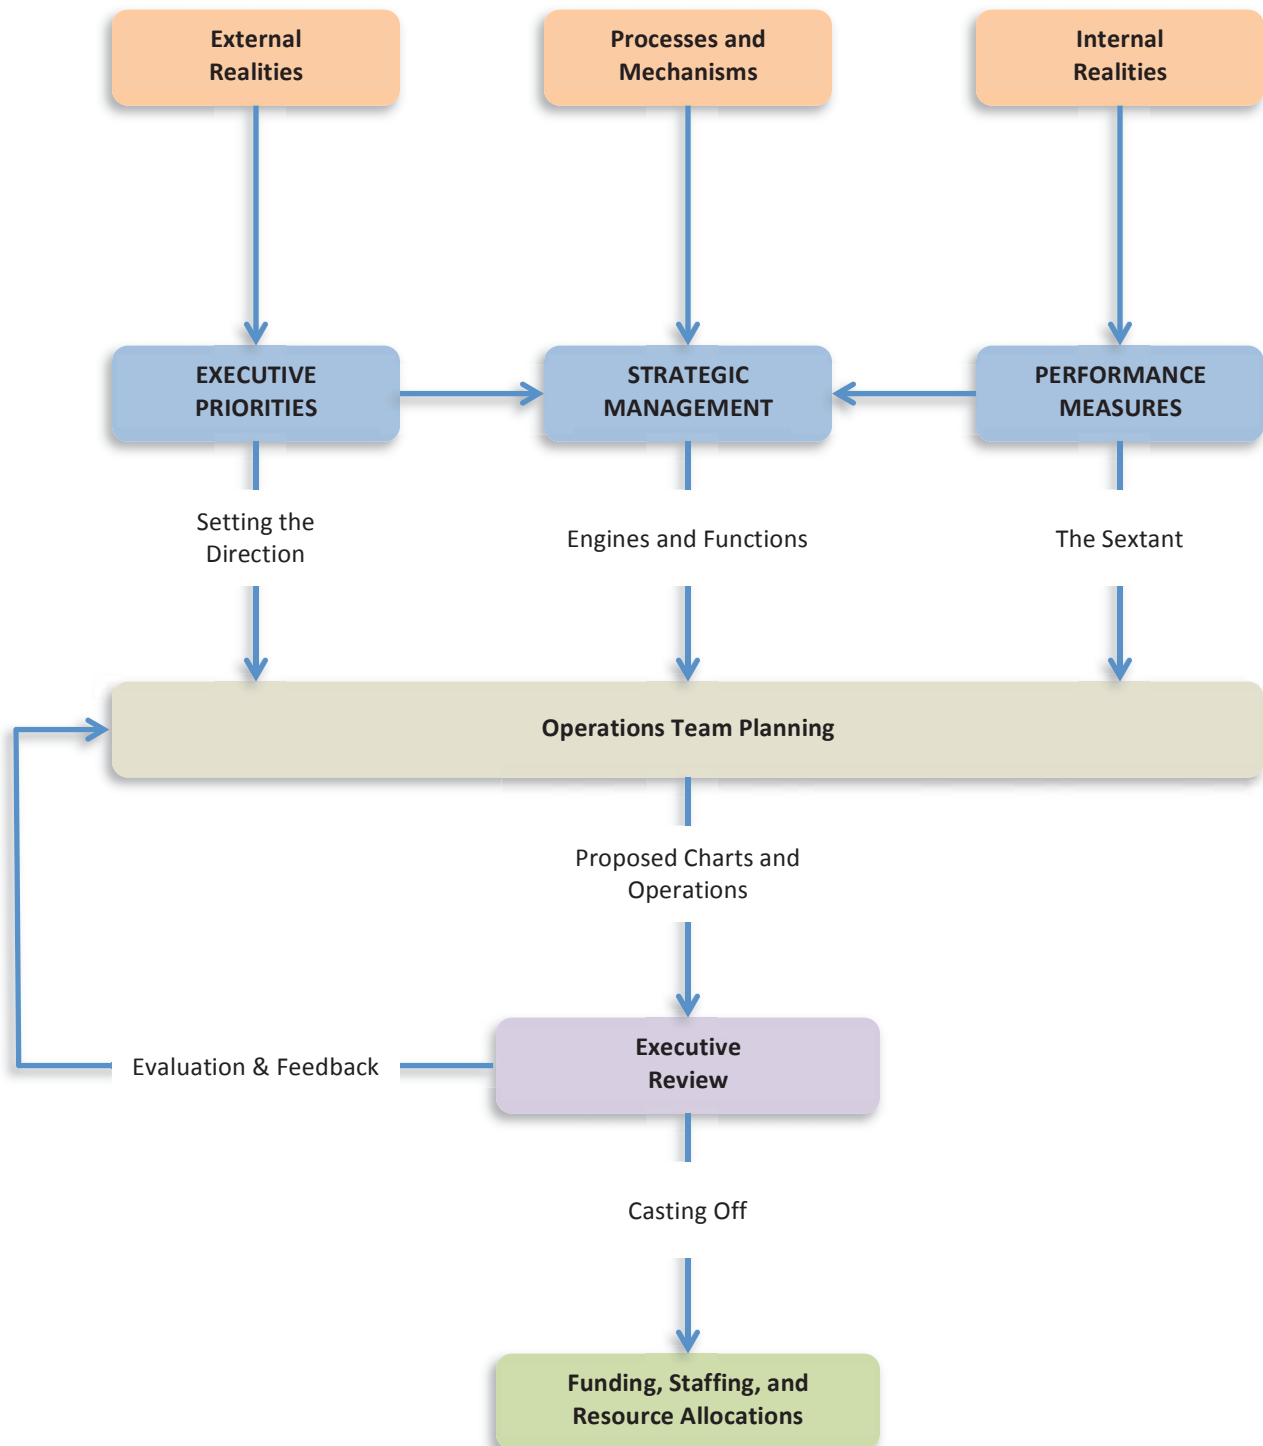 External
Realities
Processes and
Mechanisms
Internal
Realities
EXECUTIVE
PRIORITIES
STRATEGIC
MANAGEMENT
PERFORMANCE
MEASURES
Setting the
Direction
Engines and Functions
The Sextant
Operations Team Planning
Proposed Charts and
Operations
Executive
Review
Evaluation & Feedback
Casting Off
Funding, Staffing, and
Resource Allocations